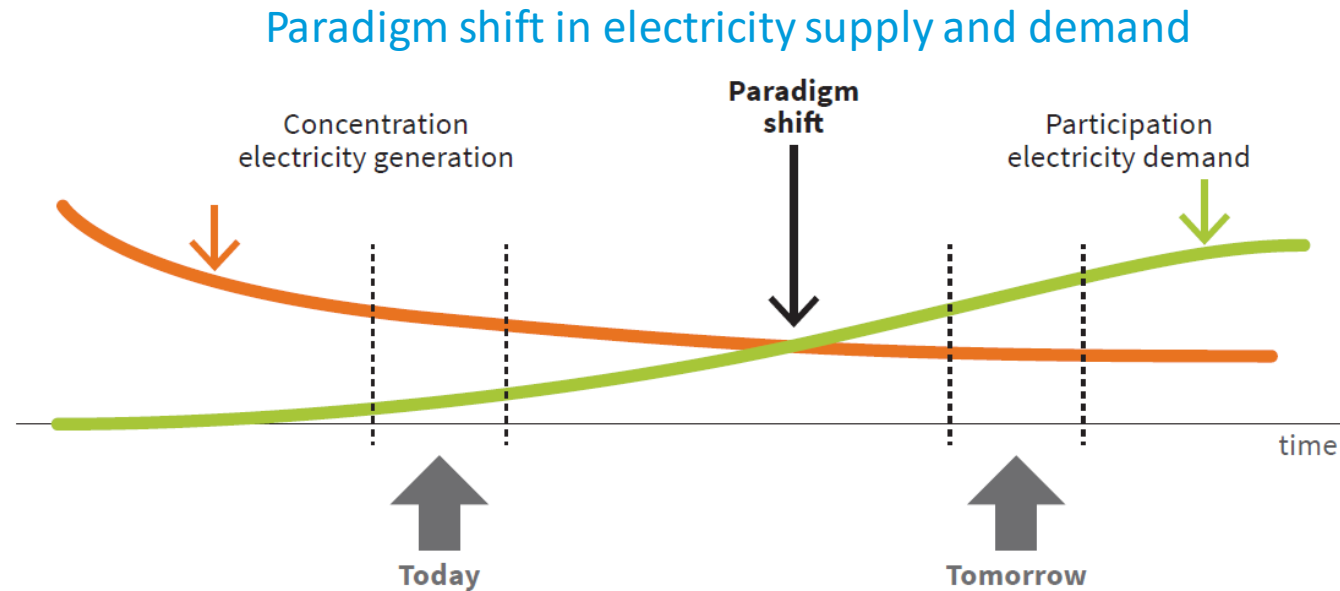 Paradigm shift in electricity supply and demand
Paradigm
shift
Concentration
electricity generation
Participation
electricity demand
time
Today
Tomorrow